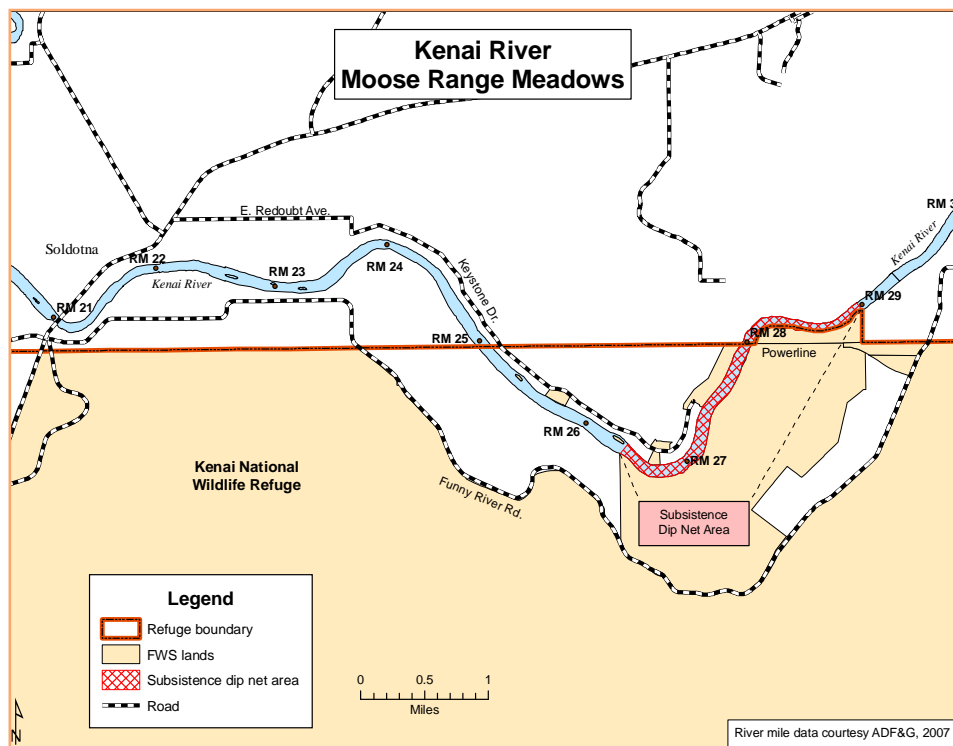 Kenai River
Moose Range Meadows
RM 3
Kenai River
E. Redoubt Ave.
Soldotna
RM 22
RM 23
RM 24
Kenai River
Keystone Dr.
RM 21
RM 29
RM 25
RM 28
Powerline
RM 26
RM 27
Kenai National
Wildlife Refuge
Funny River Rd.
Subsistence
Dip Net Area
Legend
Refuge boundary
FWS lands
Subsistence dip net area
Road
0 0.5 1
Miles
N
River mile data courtesy ADF&G, 2007